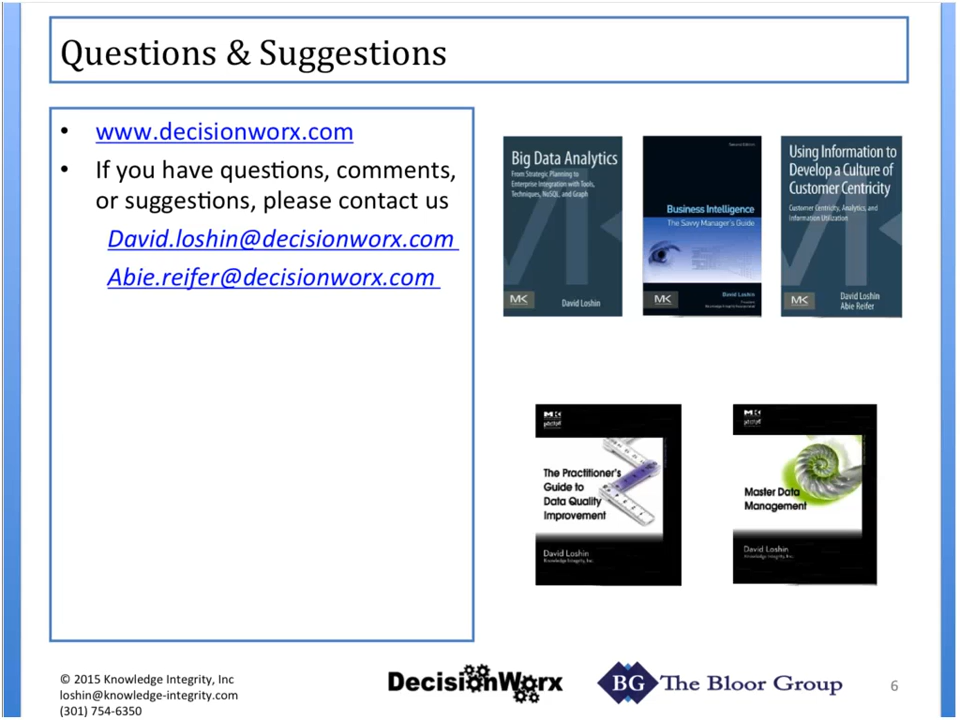 Questions & Suggestions
• www.decisionworx.com
• If you have questions, comments,
or suggestions, please contact us
David.loshin@decisionworx.com
Abie.reifer@decisionworx.com
Big Data Analytics
From Strategic Planning to
Enterprise Integration with Tools,
Techniques, NoSQL, and Graph
MK
David Loshin
Second Edition
Business Intelligence
The Savvy Manager's Guide
MK
David Loshin
Using Information to
Develop a Culture of
Customer Centricity
Customer Centricity, Analytics, and
Information Utilization
MK
David Loshin
Abie Reifer
MK
The Practitioner's
Guide to
Data Quality
Improvement
David Loshin
Knowledge Integrity, Inc.
MK
Master Data
Management
David Loshin
Knowledge Integrity, Inc.
© 2015 Knowledge Integrity, Inc
loshin@knowledge-integrity.com
(301) 754-6350
DecisionWorx
BG The Bloor Group
6